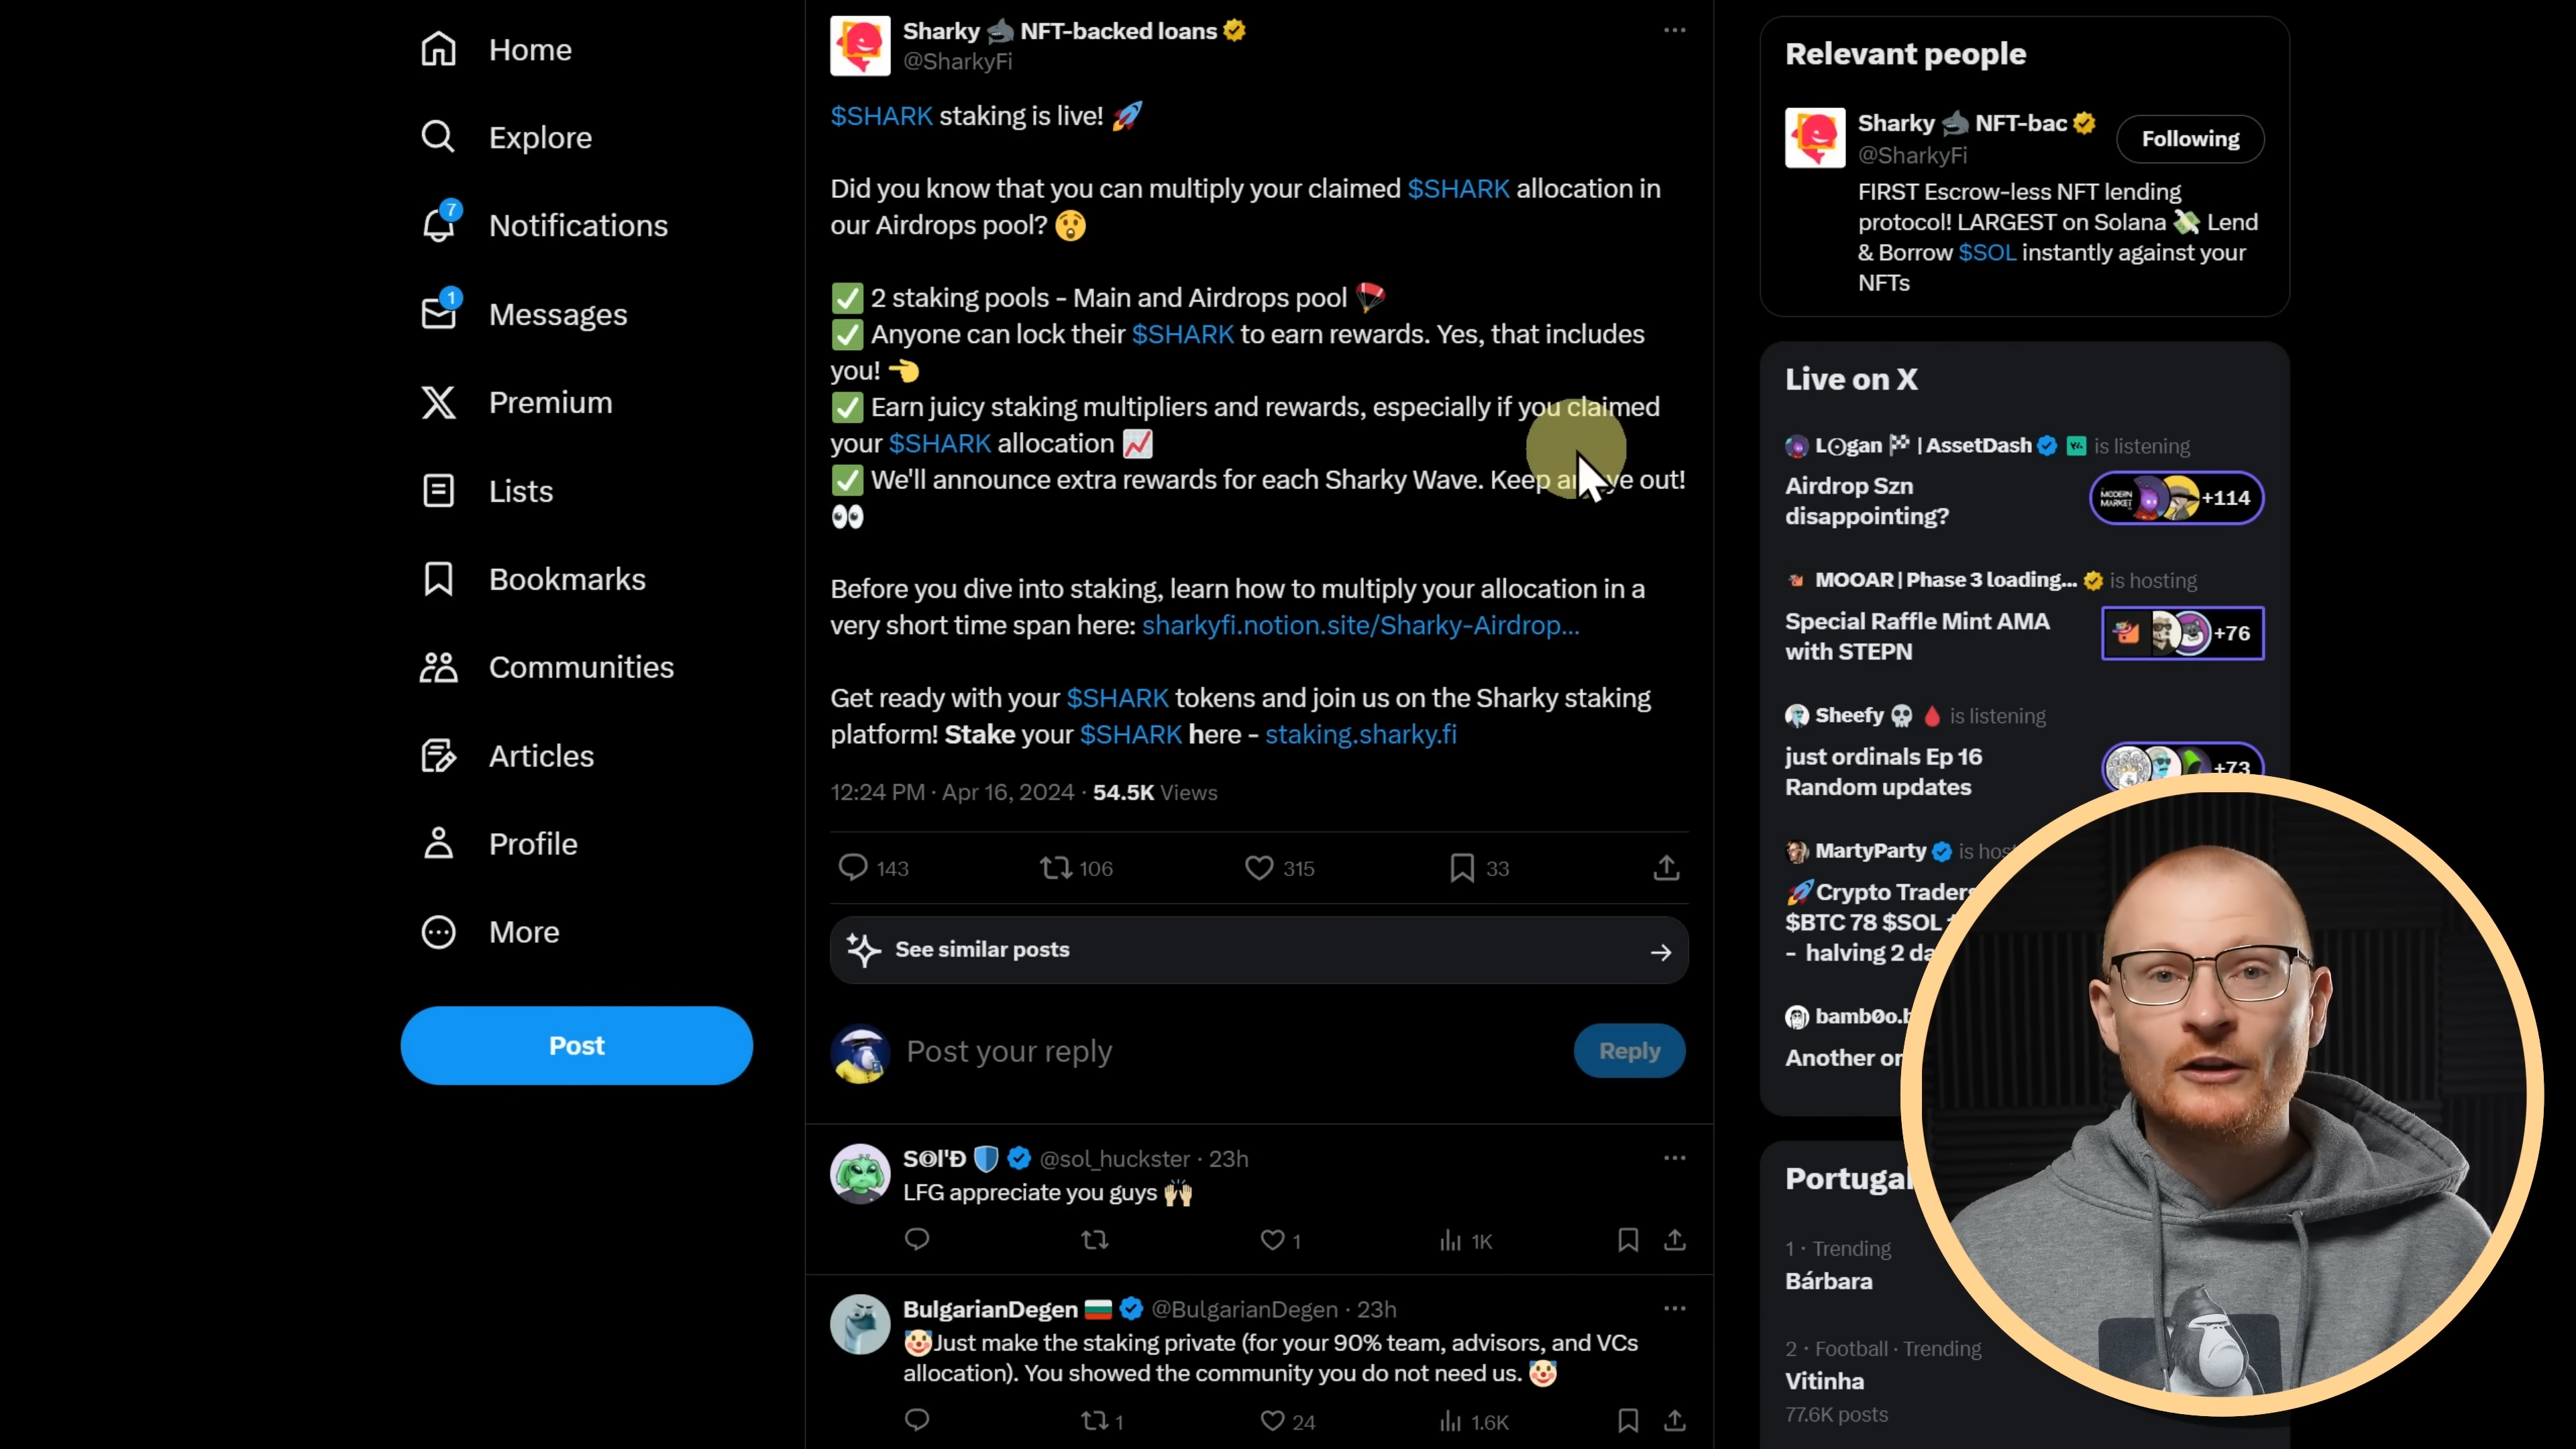 Home
Explore
7
Notifications
1
Messages
Premium
Lists
Bookmarks
Communities
Articles
Profile
More
Post
Sharky 🦈 NFT-backed loans
@SharkyFi
$SHARK staking is live! 🚀
Did you know that you can multiply your claimed $SHARK allocation in
our Airdrops pool? 😲
✅ 2 staking pools - Main and Airdrops pool 🪂
✅ Anyone can lock their $SHARK to earn rewards. Yes, that includes
you! 👈
✅ Earn juicy staking multipliers and rewards, especially if you claimed
your $SHARK allocation 📈
✅ We'll announce extra rewards for each Sharky Wave. Keep an eye out!
👀
Before you dive into staking, learn how to multiply your allocation in a
very short time span here: sharkyfi.notion.site/Sharky-Airdrop...
Get ready with your $SHARK tokens and join us on the Sharky staking
platform! Stake your $SHARK here - staking.sharky.fi
12:24 PM · Apr 16, 2024 · 54.5K Views
143 106 315 33
See similar posts
Post your reply
Reply
S𝕆l'Ð 🛡️ @sol_huckster · 23h
LFG appreciate you guys 🙌🏼
1 1K
BulgarianDegen 🇧🇬 @BulgarianDegen · 23h
🤡Just make the staking private (for your 90% team, advisors, and VCs
allocation). You showed the community you do not need us. 🤡
1 24 1.6K
Relevant people
Sharky 🦈 NFT-bac
@SharkyFi
Following
FIRST Escrow-less NFT lending
protocol! LARGEST on Solana 💸 Lend
& Borrow $SOL instantly against your
NFTs
Live on X
L⊙gan 🏁 | AssetDash is listening
Airdrop Szn
disappointing?
MODERN
MARKET
+114
MOOAR | Phase 3 loading... is hosting
Special Raffle Mint AMA
with STEPN
+76
Sheefy 💀 🩸 is listening
just ordinals Ep 16
Random updates
+73
MartyParty is hos
🚀Crypto Traders
$BTC 78 $SOL
- halving 2 da
bamb0o.b
Another or
Portugal
1 · Trending
Bárbara
2 · Football · Trending
Vitinha
77.6K posts